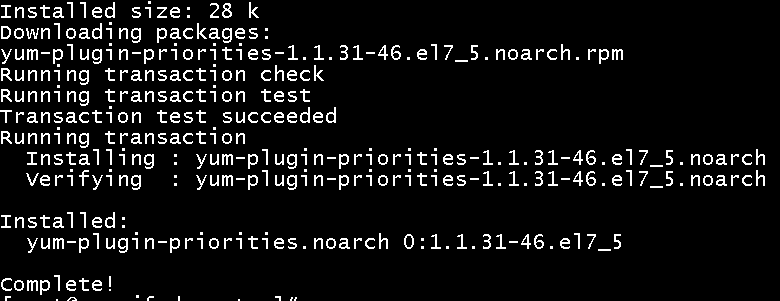 Installed size: 28 k
Downloading packages:
yum-plugin-priorities-1.1.31-46.el7_5.noarch.rpm
Running transaction check
Running transaction test
Transaction test succeeded
Running transaction
  Installing : yum-plugin-priorities-1.1.31-46.el7_5.noarch
  Verifying  : yum-plugin-priorities-1.1.31-46.el7_5.noarch
Installed:
  yum-plugin-priorities.noarch 0:1.1.31-46.el7_5
Complete!